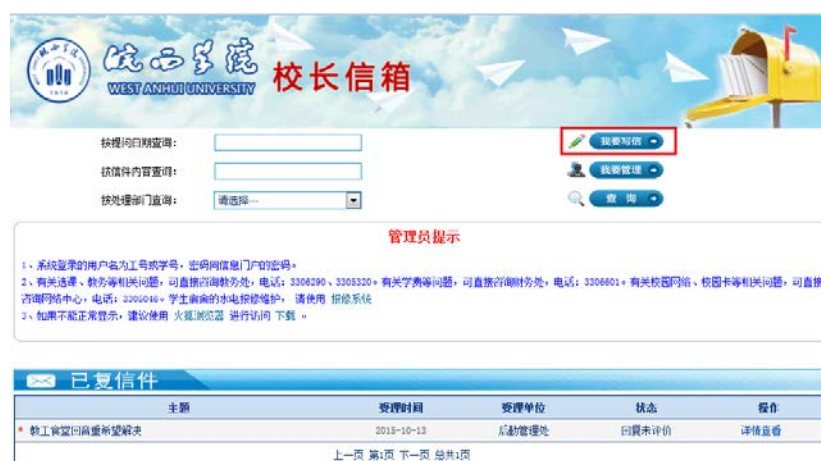 皖西学院
WEST ANHUI UNIVERSITY
校长信箱
按提问日期查询：
我要写信
按信件内容查询：
我要管理
按处理部门查询： 请选择---
查 询
管理员提示
1、系统登录的用户名为工号或学号，密码同信息门户的密码。
2、有关选课、教务等相关问题，可直接咨询教务处，电话：3306290、3305320。有关学费等问题，可直接咨询财务处，电话：3306601。有关校园网络、校园卡等相关问题，可直接
咨询网络中心，电话：3305046。学生宿舍的水电报修维护， 请使用 报修系统
3、如果不能正常显示，建议使用 火狐浏览器 进行访问 下载 。
已复信件
主题 受理时间 受理单位 状态 操作
教工食堂回高重希望解决 2015-10-13 后勤管理处 回复未评价 详情查看
上一页 第1页 下一页 总共1页